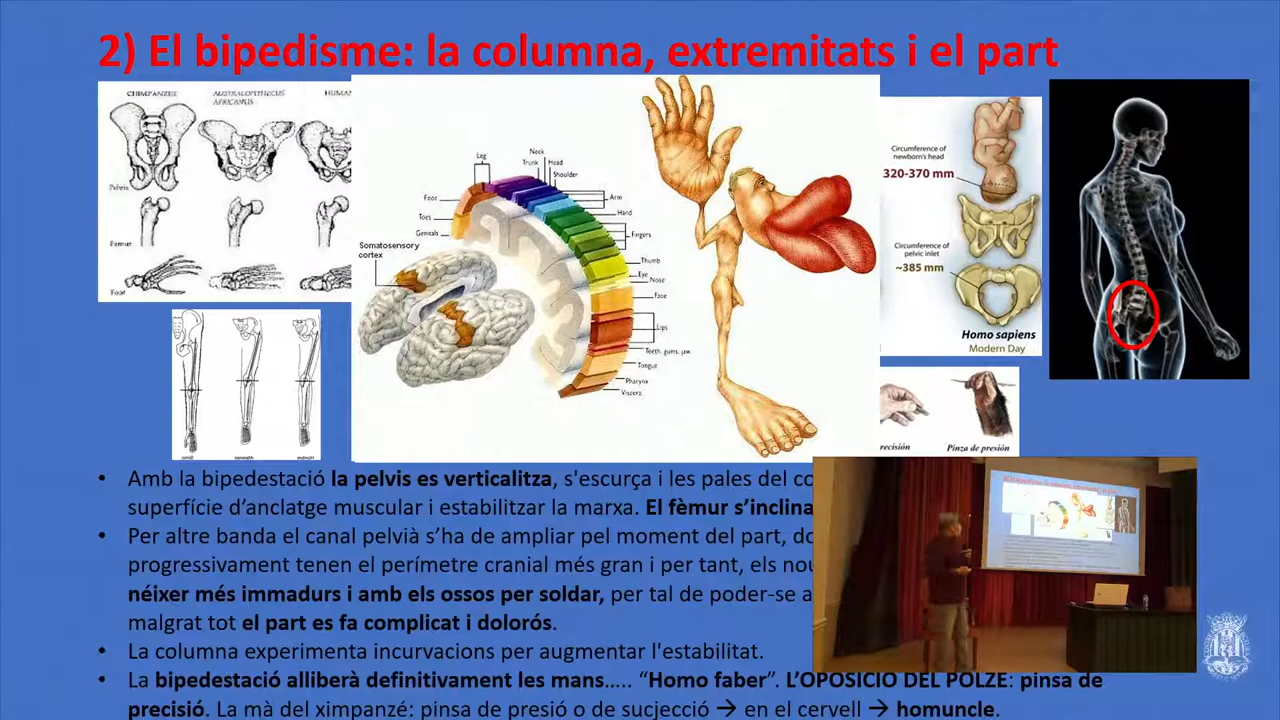 2) El bipedisme: la columna, extremitats i el part
CHIMPANZEE
AUSTRALOPITHECUS AFRICANUS
HUMA
Pelvis
Femur
Foot
Leg
Neck
Trunk
Head
Shoulder
Arm
Hand
Fingers
Thumb
Eye
Nose
Face
Lips
Teeth, gums, jaw
Tongue
Pharynx
Viscera
Foot
Toes
Genitals
Somatosensory
cortex
Circumference of
newborn's head
320-370 mm
Circumference of
pelvic inlet
~385 mm
Homo sapiens
Modern Day
recisión
Pinza de presión
• Amb la bipedestació la pelvis es verticalitza, s'escurça i les pales del co
superfície d’anclatge muscular i estabilitzar la marxa. El fèmur s’inclina
• Per altre banda el canal pelvià s’ha de ampliar pel moment del part, do
progressivament tenen el perímetre cranial més gran i per tant, els nou
néixer més immadurs i amb els ossos per soldar, per tal de poder-se a
malgrat tot el part es fa complicat i dolorós.
• La columna experimenta incurvacions per augmentar l'estabilitat.
• La bipedestació alliberà definitivament les mans….. “Homo faber”. L’OPOSICIO DEL POLZE: pinsa de
precisió. La mà del ximpanzé: pinsa de presió o de sucjecció → en el cervell → homuncle.